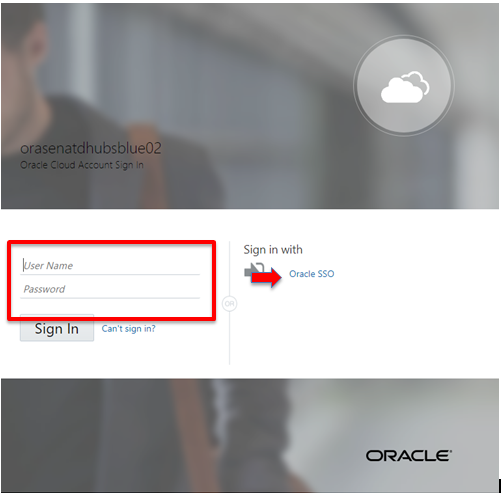 orasenatdhubsblue02
Oracle Cloud Account Sign In
User Name
Password
Sign In
Can't sign in?
OR
Sign in with
Oracle SSO
ORACLE